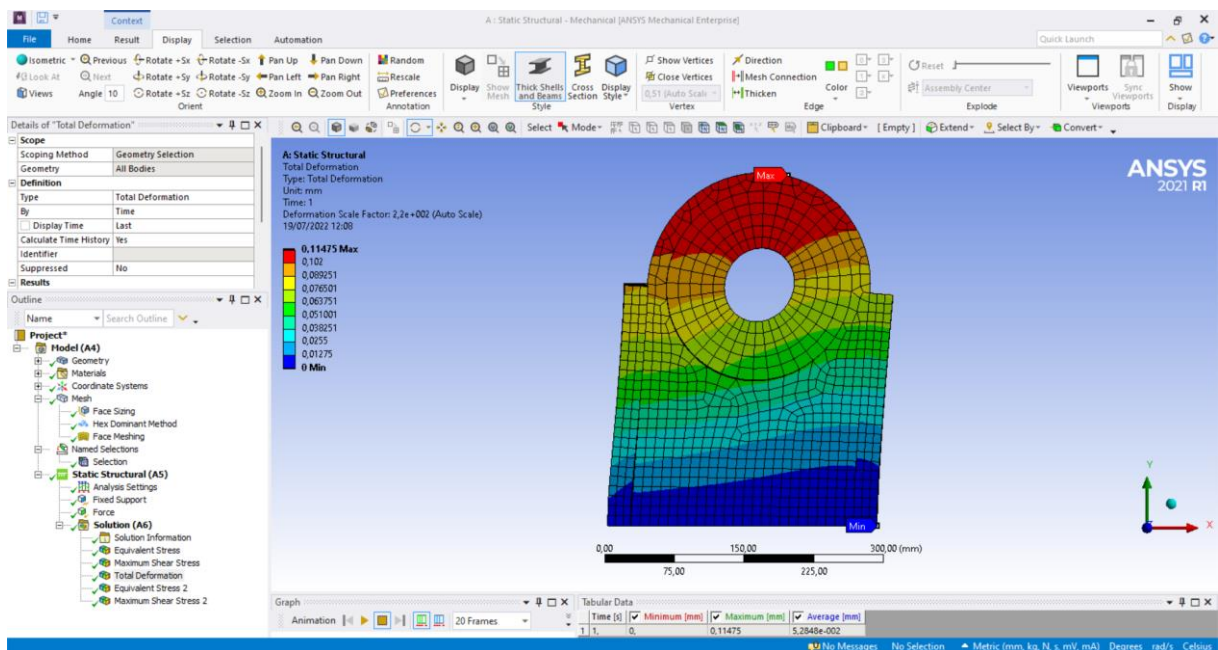 Context
A : Static Structural - Mechanical [ANSYS Mechanical Enterprise]
File Home Result Display Selection Automation
Quick Launch
Isometric Previous Rotate +Sx Rotate -Sx Pan Up Pan Down Random Show Vertices Direction Reset
Look At Next Rotate +Sy Rotate -Sy Pan Left Pan Right Rescale Close Vertices Mesh Connection Assembly Center
Views Angle 10 Rotate +Sz Rotate -Sz Zoom In Zoom Out Preferences 0,51 (Auto Scale Thicken
Display Show Mesh Thick Shells and Beams Cross Section Display Style Color Viewports Sync Viewports Show
Orient Annotation Style Vertex Edge Explode Viewports Display
Details of "Total Deformation"
Select Mode Clipboard [ Empty ] Extend Select By Convert
Scope
Scoping Method Geometry Selection
Geometry All Bodies
Definition
Type Total Deformation
By Time
Display Time Last
Calculate Time History Yes
Identifier
Suppressed No
Results
Outline
Name Search Outline
Project*
Model (A4)
Geometry
Materials
Coordinate Systems
Mesh
Face Sizing
Hex Dominant Method
Face Meshing
Named Selections
Selection
Static Structural (A5)
Analysis Settings
Fixed Support
Force
Solution (A6)
Solution Information
Equivalent Stress
Maximum Shear Stress
Total Deformation
Equivalent Stress 2
Maximum Shear Stress 2
A: Static Structural
Total Deformation
Type: Total Deformation
Unit: mm
Time: 1
Deformation Scale Factor: 2,2e+002 (Auto Scale)
19/07/2022 12:08
0,11475 Max
0,102
0,089251
0,076501
0,063751
0,051001
0,038251
0,0255
0,01275
0 Min
Max
Min
ANSYS
2021 R1
Y
X
0,00 150,00 300,00 (mm)
75,00 225,00
Graph
Animation 20 Frames
Tabular Data
Time [s] Minimum [mm] Maximum [mm] Average [mm]
1 1, 0, 0,11475 5,2848e-002
No Messages No Selection Metric (mm, kg, N, s, mV, mA) Degrees rad/s Celsius